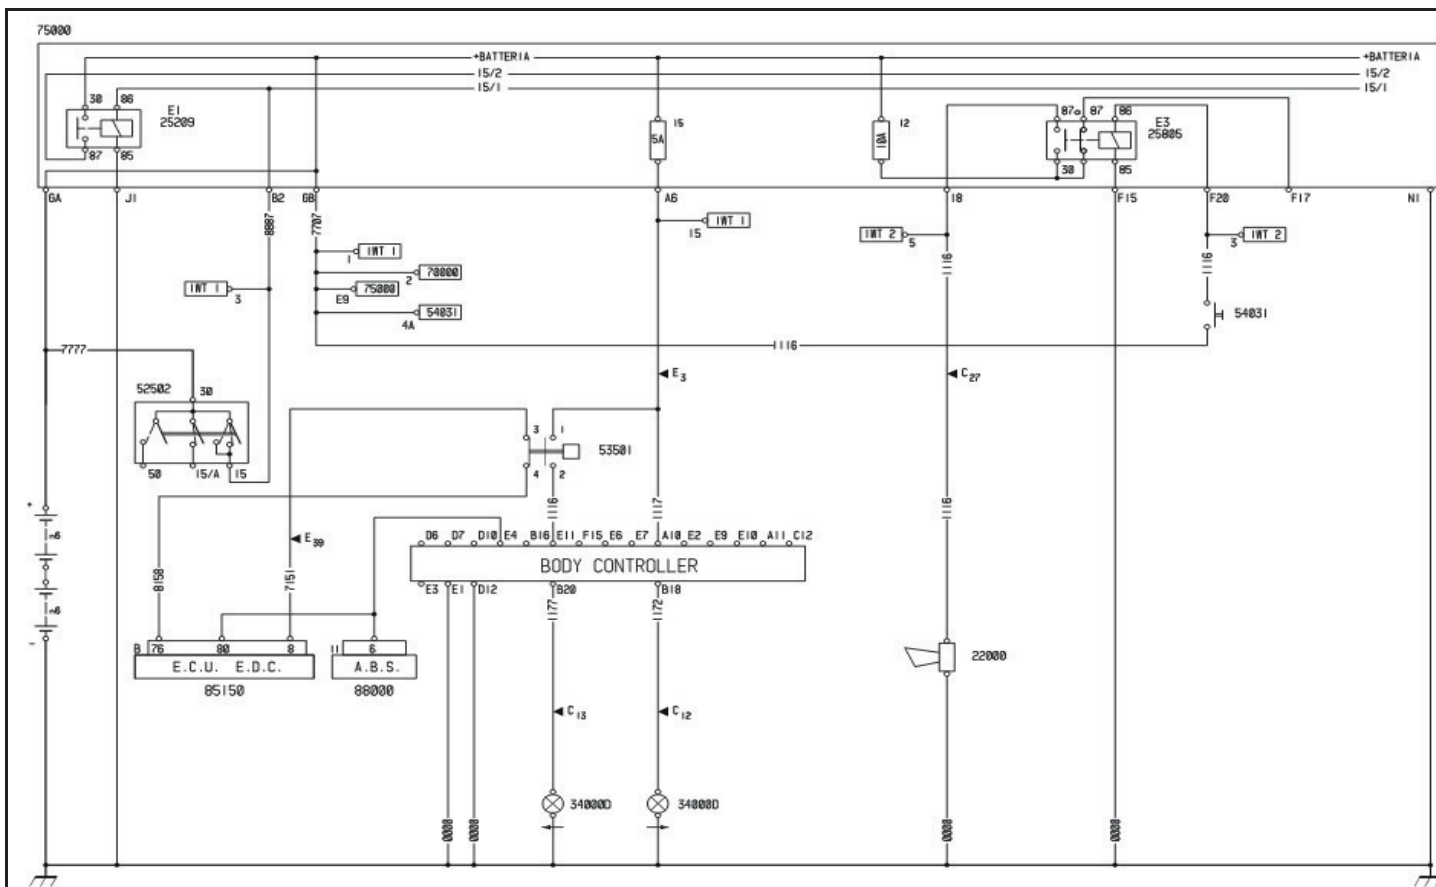 75000
+BATTERIA +BATTERIA
15/2 15/2
15/1 15/1
30 86 E1 25209 87 85
15 5A
12 10A
87a 87 86 E3 25805 30 85
GA J1 B2 GB A6 18 F15 F20 F17 N1
8887 7707
IWT 1 15
IWT 2 5
IWT 2 3
IWT 1 1
1116 1116
70000 2
IWT 1 3
75000 E9
54031 4A
54031
7777
1116
E3 C27
52502 30
3 1
53501
50 15/A 15
4 2
1116 1117 1116
E39
D6 D7 D10 E4 B16 E11 F15 E6 E7 A10 E2 E9 E10 A11 C12
BODY CONTROLLER
E3 E1 D12 B20 B18
8158 7151
1177 1172
+
-
B 76 80 8 11 6
E.C.U. E.D.C. A.B.S.
85150 88000
22000
C13 C12
34000D 34000D
0000 0000 0000 0000